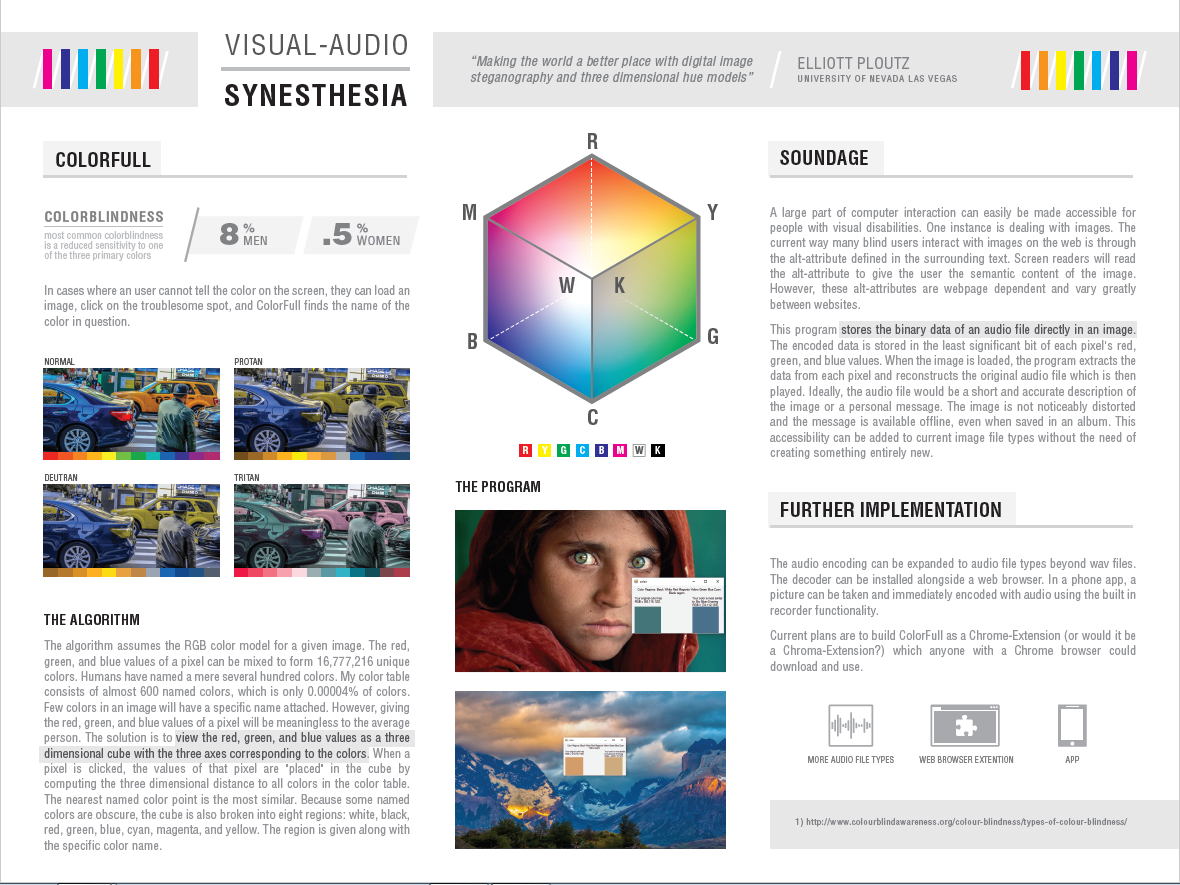 VISUAL-AUDIO
SYNESTHESIA
“Making the world a better place with digital image
steganography and three dimensional hue models”
ELLIOTT PLOUTZ
UNIVERSITY OF NEVADA LAS VEGAS
COLORFULL
COLORBLINDNESS
most common colorblindness
is a reduced sensitivity to one
of the three primary colors
8 % MEN
.5 % WOMEN
In cases where an user cannot tell the color on the screen, they can load an
image, click on the troublesome spot, and ColorFull finds the name of the
color in question.
NORMAL
PROTAN
DEUTRAN
TRITAN
THE ALGORITHM
The algorithm assumes the RGB color model for a given image. The red,
green, and blue values of a pixel can be mixed to form 16,777,216 unique
colors. Humans have named a mere several hundred colors. My color table
consists of almost 600 named colors, which is only 0.00004% of colors.
Few colors in an image will have a specific name attached. However, giving
the red, green, and blue values of a pixel will be meaningless to the average
person. The solution is to view the red, green, and blue values as a three
dimensional cube with the three axes corresponding to the colors. When a
pixel is clicked, the values of that pixel are "placed" in the cube by
computing the three dimensional distance to all colors in the color table.
The nearest named color point is the most similar. Because some named
colors are obscure, the cube is also broken into eight regions: white, black,
red, green, blue, cyan, magenta, and yellow. The region is given along with
the specific color name.
R
M
Y
W
K
B
G
C
R Y G C B M W K
THE PROGRAM
SOUNDAGE
A large part of computer interaction can easily be made accessible for
people with visual disabilities. One instance is dealing with images. The
current way many blind users interact with images on the web is through
the alt-attribute defined in the surrounding text. Screen readers will read
the alt-attribute to give the user the semantic content of the image.
However, these alt-attributes are webpage dependent and vary greatly
between websites.
This program stores the binary data of an audio file directly in an image.
The encoded data is stored in the least significant bit of each pixel's red,
green, and blue values. When the image is loaded, the program extracts the
data from each pixel and reconstructs the original audio file which is then
played. Ideally, the audio file would be a short and accurate description of
the image or a personal message. The image is not noticeably distorted
and the message is available offline, even when saved in an album. This
accessibility can be added to current image file types without the need of
creating something entirely new.
FURTHER IMPLEMENTATION
The audio encoding can be expanded to audio file types beyond wav files.
The decoder can be installed alongside a web browser. In a phone app, a
picture can be taken and immediately encoded with audio using the built in
recorder functionality.
Current plans are to build ColorFull as a Chrome-Extension (or would it be
a Chroma-Extension?) which anyone with a Chrome browser could
download and use.
MORE AUDIO FILE TYPES
WEB BROWSER EXTENTION
APP
1) http://www.colourblindawareness.org/colour-blindness/types-of-colour-blindness/